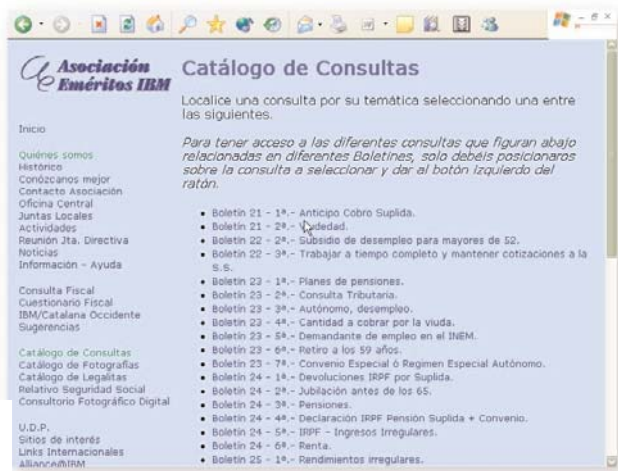 Asociación
Eméritos IBM
Catálogo de Consultas
Localice una consulta por su temática seleccionando una entre
las siguientes.
Para tener acceso a las diferentes consultas que figuran abajo
relacionadas en diferentes Boletines, solo debéis posicionaros
sobre la consulta a seleccionar y dar al botón izquierdo del
ratón.
Inicio
Quiénes somos
Histórico
Conózcanos mejor
Contacto Asociación
Oficina Central
Juntas Locales
Actividades
Reunión Jta. Directiva
Noticias
Información - Ayuda
Consulta Fiscal
Cuestionario Fiscal
IBM/Catalana Occidente
Sugerencias
Catálogo de Consultas
Catálogo de Fotografías
Catálogo de Legalitas
Relativo Seguridad Social
Consultorio Fotográfico Digital
U.D.P.
Sitios de interés
Links Internacionales
Alliance@IBM
Boletín 21 - 1ª.- Anticipo Cobro Suplida.
Boletín 21 - 2ª.- Viudedad.
Boletín 22 - 2ª.- Subsidio de desempleo para mayores de 52.
Boletín 22 - 3ª.- Trabajar a tiempo completo y mantener cotizaciones a la
S.S.
Boletín 23 - 1ª.- Planes de pensiones.
Boletín 23 - 2ª.- Consulta Tributaria.
Boletín 23 - 3ª.- Autónomo, desempleo.
Boletín 23 - 4ª.- Cantidad a cobrar por la viuda.
Boletín 23 - 5ª.- Demandante de empleo en el INEM.
Boletín 23 - 6ª.- Retiro a los 59 años.
Boletín 23 - 7ª.- Convenio Especial ó Regimen Especial Autónomo.
Boletín 24 - 1ª.- Devoluciones IRPF por Suplida.
Boletín 24 - 2ª.- Jubilación antes de los 65.
Boletín 24 - 3ª.- Pensiones.
Boletín 24 - 4ª.- Declaración IRPF Pensión Suplida + Convenio.
Boletín 24 - 5ª.- IRPF - Ingresos Irregulares.
Boletín 24 - 6ª.- Renta.
Boletín 25 - 1ª.- Rendimientos irregulares.